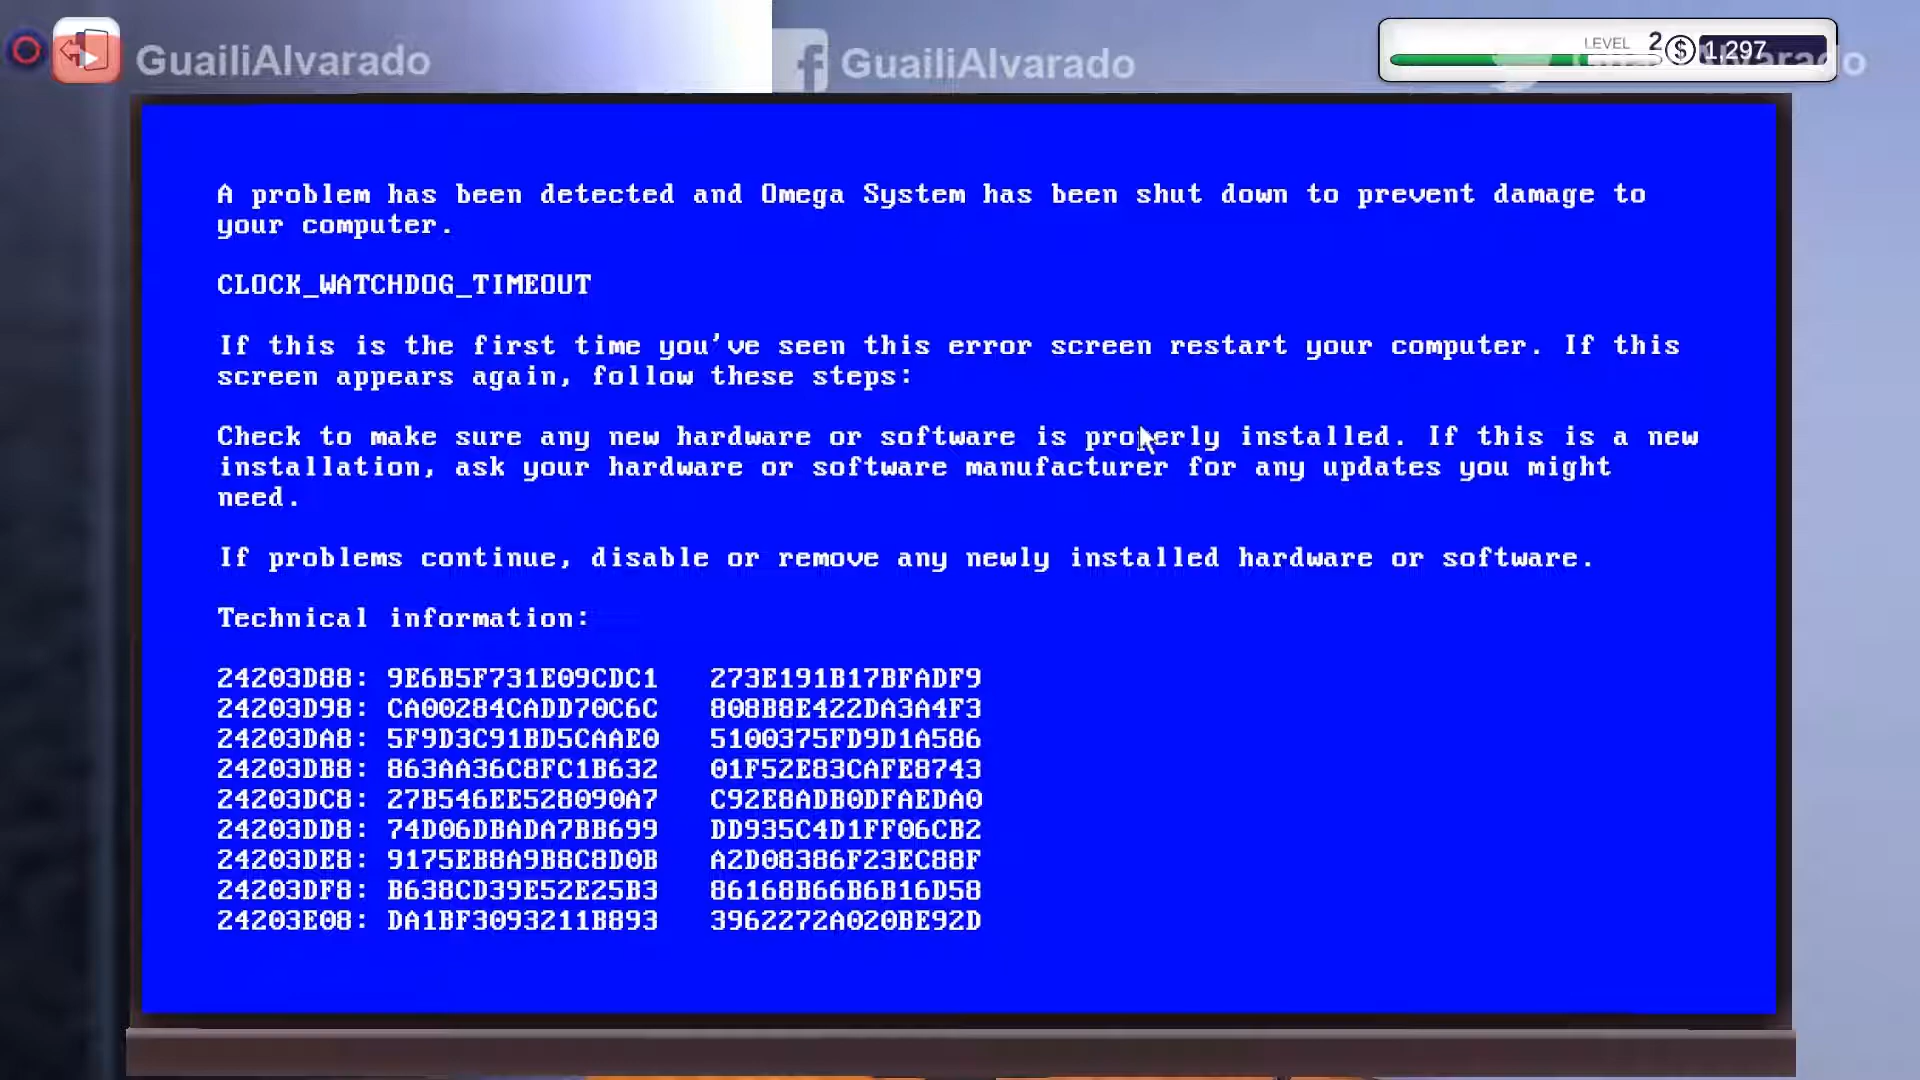 GuailiAlvarado
GuailiAlvarado
LEVEL 2
1,297
A problem has been detected and Omega System has been shut down to prevent damage to
your computer.
CLOCK_WATCHDOG_TIMEOUT
If this is the first time you've seen this error screen restart your computer. If this
screen appears again, follow these steps:
Check to make sure any new hardware or software is properly installed. If this is a new
installation, ask your hardware or software manufacturer for any updates you might
need.
If problems continue, disable or remove any newly installed hardware or software.
Technical information:
24203D88: 9E6B5F731E09CDC1 273E191B17BFADF9
24203D98: CA00284CADD70C6C 808B8E422DA3A4F3
24203DA8: 5F9D3C91BD5CAAE0 5100375FD9D1A586
24203DB8: 863AA36C8FC1B632 01F52E83CAFE8743
24203DC8: 27B546EE528090A7 C92E8ADB0DFAEDA0
24203DD8: 74D06DBADA7BB699 DD935C4D1FF06CB2
24203DE8: 9175EB8A9B8C8D0B A2D08386F23EC88F
24203DF8: B638CD39E52E25B3 86168B66B6B16D58
24203E08: DA1BF3093211B893 3962272A020BE92D